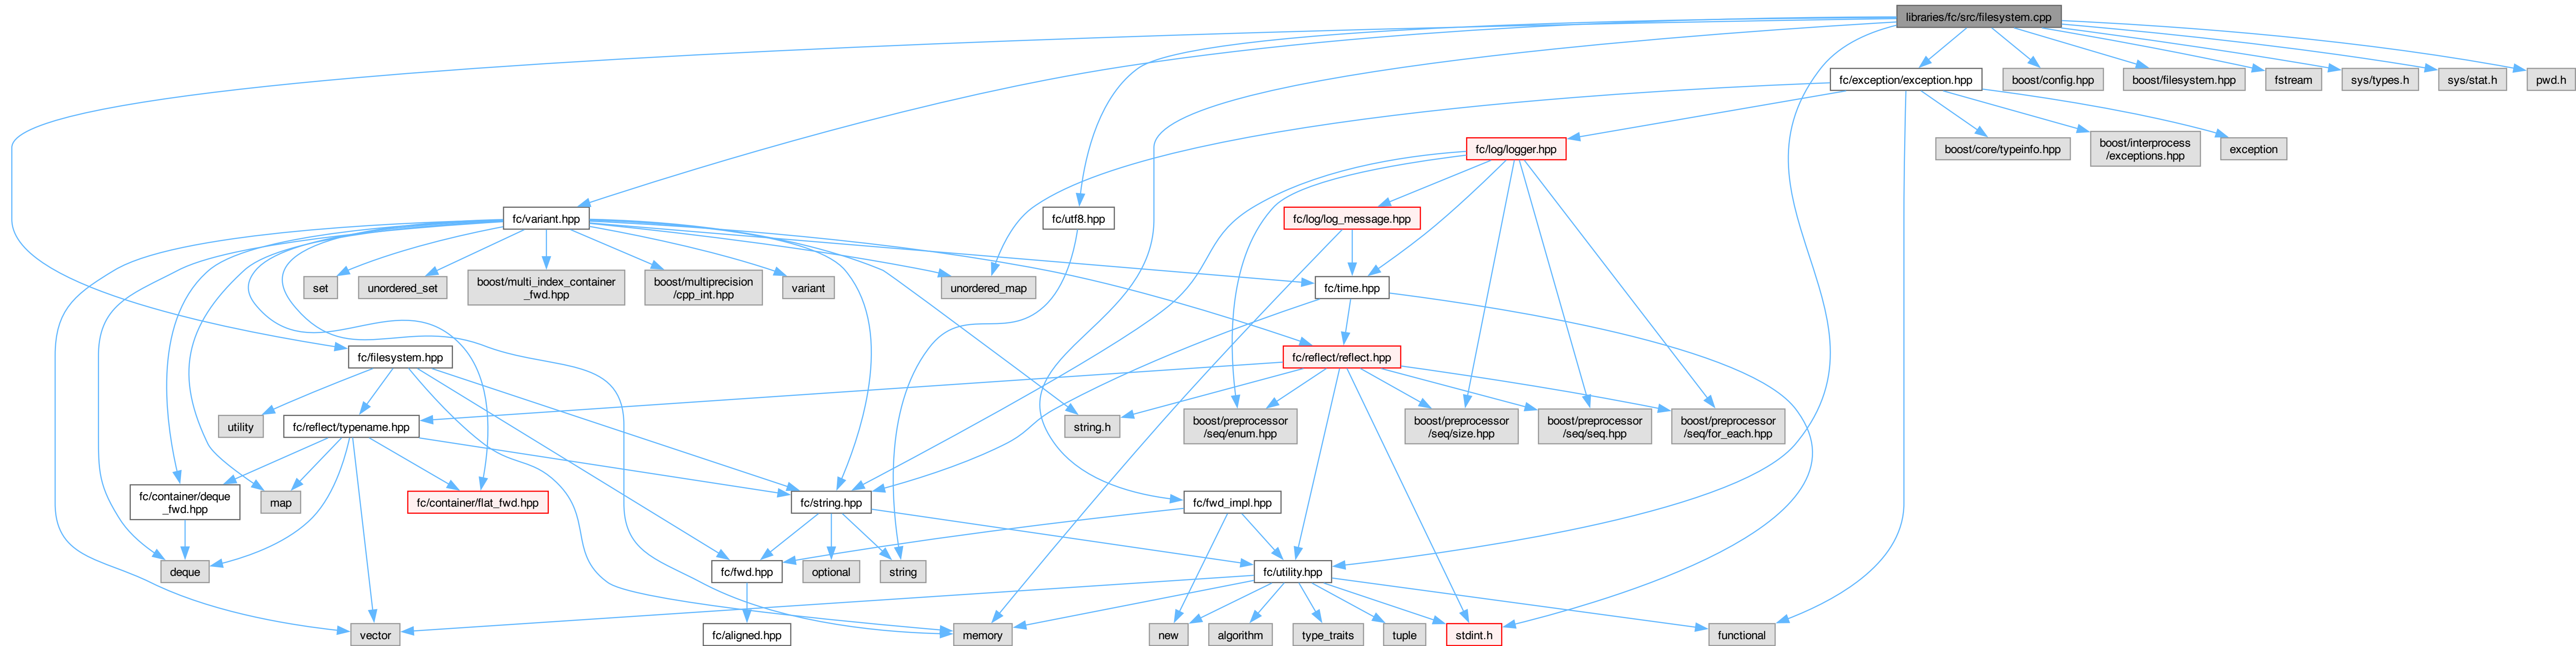 libraries/fc/src/filesystem.cpp
fc/exception/exception.hpp
boost/config.hpp
boost/filesystem.hpp
fstream
sys/types.h
sys/stat.h
pwd.h
fc/log/logger.hpp
boost/core/typeinfo.hpp
boost/interprocess
/exceptions.hpp
exception
fc/variant.hpp
fc/utf8.hpp
fc/log/log_message.hpp
set
unordered_set
boost/multi_index_container
_fwd.hpp
boost/multiprecision
/cpp_int.hpp
variant
unordered_map
fc/time.hpp
fc/filesystem.hpp
fc/reflect/reflect.hpp
utility
fc/reflect/typename.hpp
string.h
boost/preprocessor
/seq/enum.hpp
boost/preprocessor
/seq/size.hpp
boost/preprocessor
/seq/seq.hpp
boost/preprocessor
/seq/for_each.hpp
fc/container/deque
_fwd.hpp
map
fc/container/flat_fwd.hpp
fc/string.hpp
fc/fwd_impl.hpp
deque
fc/fwd.hpp
optional
string
fc/utility.hpp
vector
fc/aligned.hpp
memory
new
algorithm
type_traits
tuple
stdint.h
functional